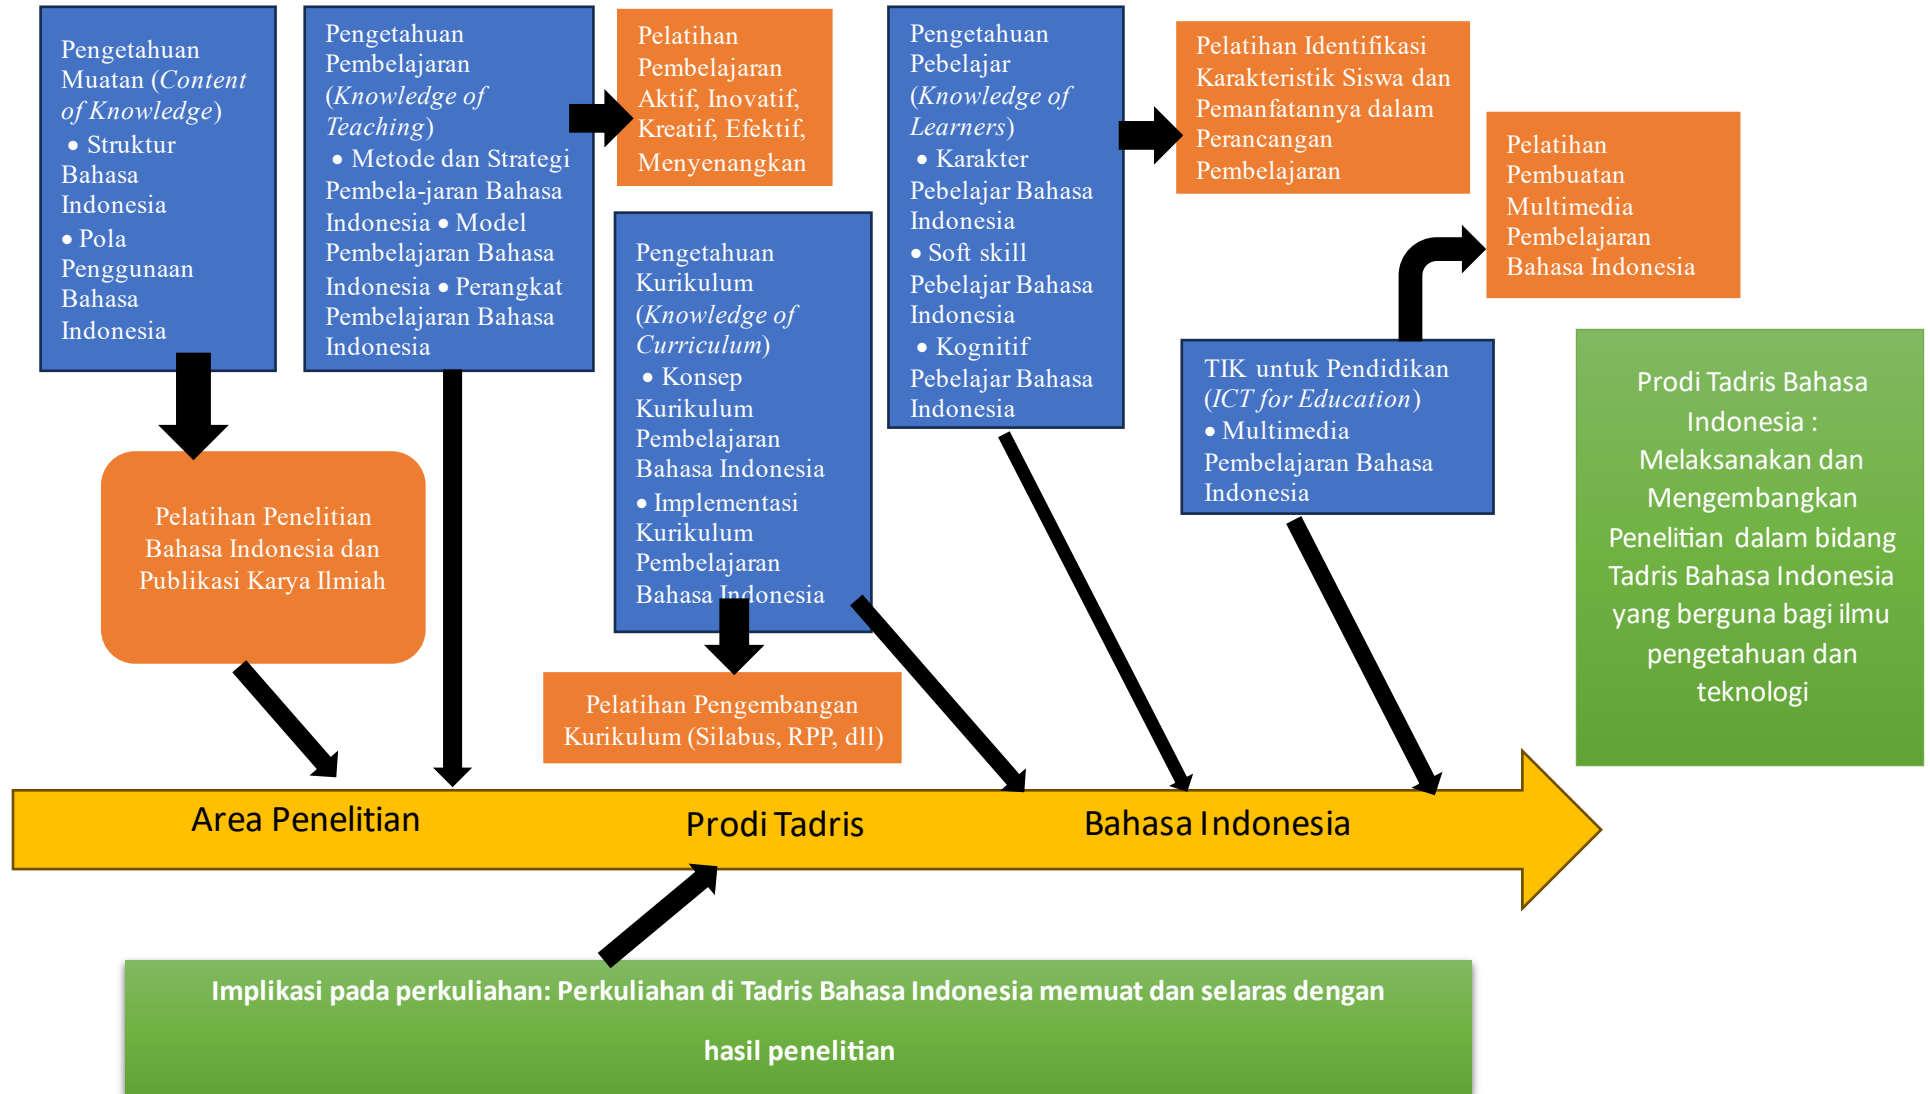 Pengetahuan
Muatan (Content
of Knowledge)
• Struktur
Bahasa
Indonesia
• Pola
Penggunaan
Bahasa
Indonesia
Pengetahuan
Pembelajaran
(Knowledge of
Teaching)
• Metode dan Strategi
Pembela-jaran Bahasa
Indonesia • Model
Pembelajaran Bahasa
Indonesia • Perangkat
Pembelajaran Bahasa
Indonesia
Pelatihan
Pembelajaran
Aktif, Inovatif,
Kreatif, Efektif,
Menyenangkan
Pengetahuan
Kurikulum
(Knowledge of
Curriculum)
• Konsep
Kurikulum
Pembelajaran
Bahasa Indonesia
• Implementasi
Kurikulum
Pembelajaran
Bahasa Indonesia
Pengetahuan
Pebelajar
(Knowledge of
Learners)
• Karakter
Pebelajar Bahasa
Indonesia
• Soft skill
Pebelajar Bahasa
Indonesia
• Kognitif
Pebelajar Bahasa
Indonesia
Pelatihan Identifikasi
Karakteristik Siswa dan
Pemanfatannya dalam
Perancangan
Pembelajaran
Pelatihan
Pembuatan
Multimedia
Pembelajaran
Bahasa Indonesia
TIK untuk Pendidikan
(ICT for Education)
• Multimedia
Pembelajaran Bahasa
Indonesia
Prodi Tadris Bahasa
Indonesia :
Melaksanakan dan
Mengembangkan
Penelitian dalam bidang
Tadris Bahasa Indonesia
yang berguna bagi ilmu
pengetahuan dan
teknologi
Pelatihan Penelitian
Bahasa Indonesia dan
Publikasi Karya Ilmiah
Pelatihan Pengembangan
Kurikulum (Silabus, RPP, dll)
Area Penelitian Prodi Tadris Bahasa Indonesia
Implikasi pada perkuliahan: Perkuliahan di Tadris Bahasa Indonesia memuat dan selaras dengan
hasil penelitian